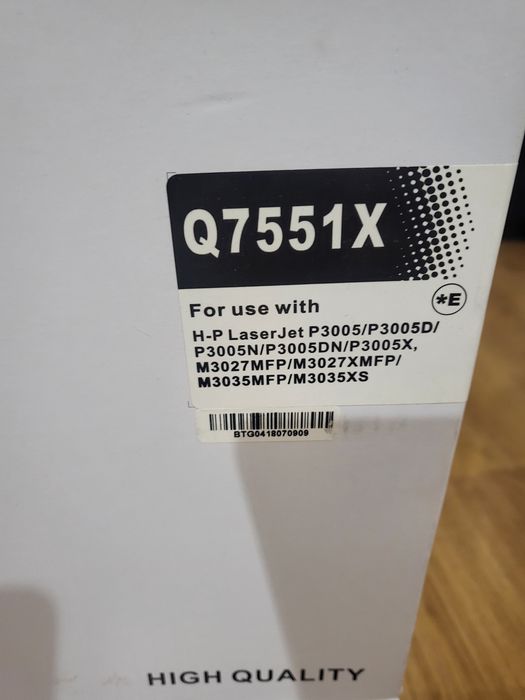 Q7551X
For use with
*E
H-P LaserJet P3005/P3005D/
P3005N/P3005DN/P3005X,
M3027MFP/M3027XMFP/
M3035MFP/M3035XS
BTG0418070909
HIGH QUALITY